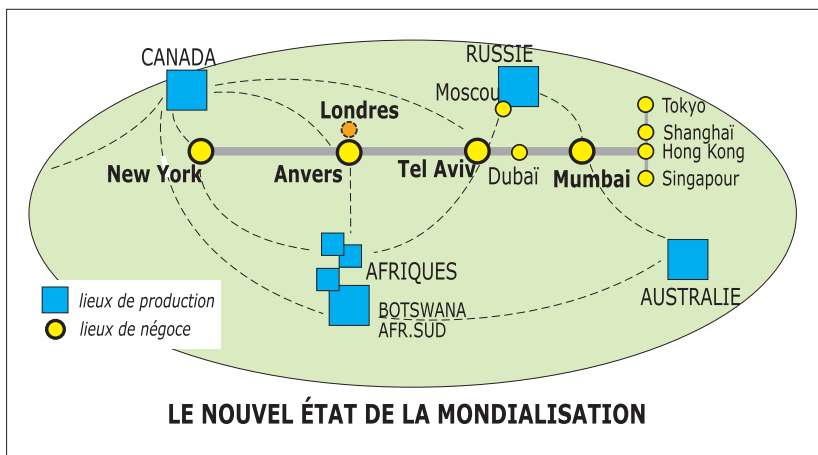 CANADA
RUSSIE
Moscou
Londres
Tokyo
Shanghaï
Hong Kong
Singapour
New York
Anvers
Tel Aviv
Dubaï
Mumbai
AFRIQUES
BOTSWANA
AFR.SUD
AUSTRALIE
lieux de production
lieux de négoce
LE NOUVEL ÉTAT DE LA MONDIALISATION